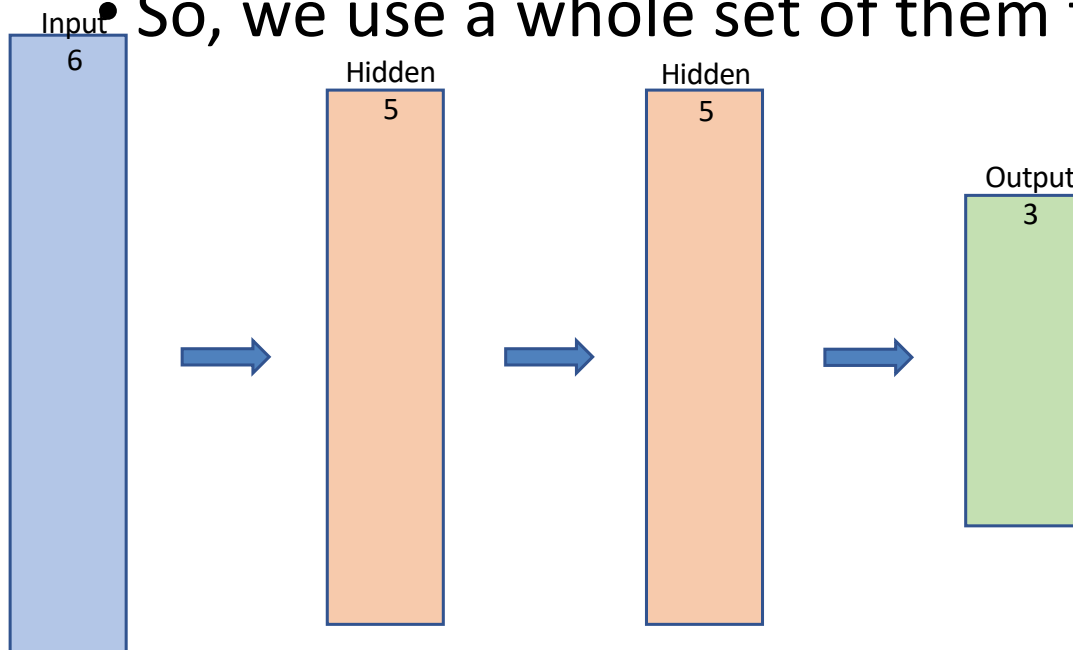 • So, we use a whole set of them
Input
6
Hidden
5
Hidden
5
Output
3